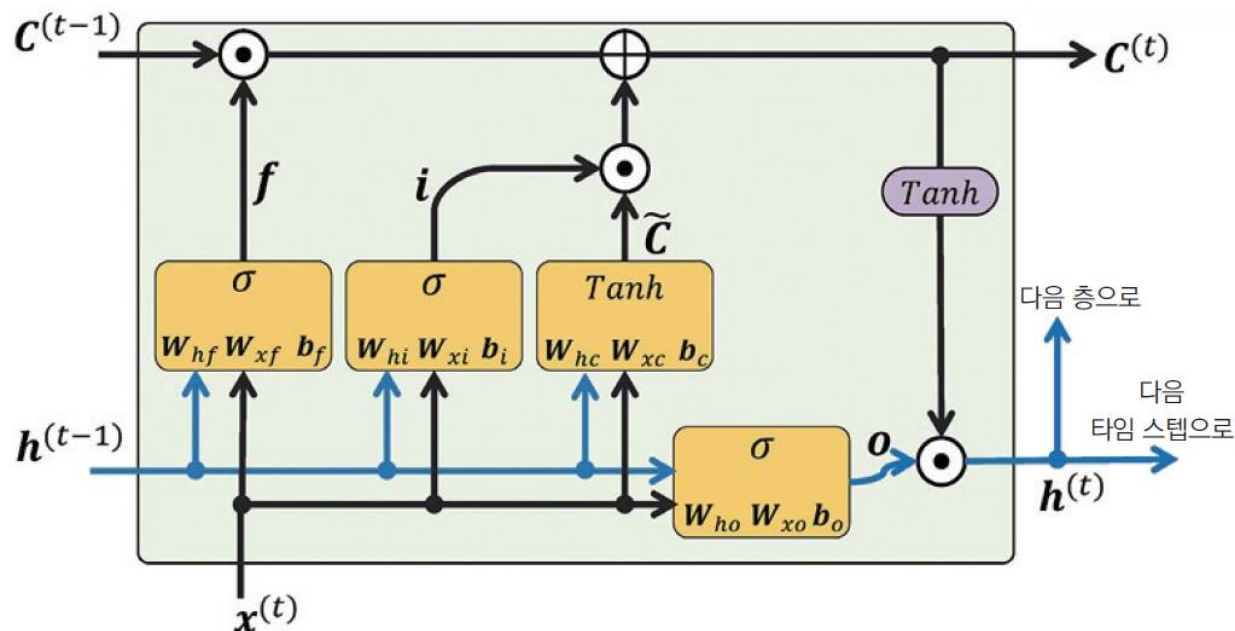 C^(t-1)
C^(t)
f
i
C̃
Tanh
σ
W_hf W_xf b_f
σ
W_hi W_xi b_i
Tanh
W_hc W_xc b_c
다음 층으로
다음
타임 스텝으로
h^(t-1)
σ
W_ho W_xo b_o
o
h^(t)
x^(t)